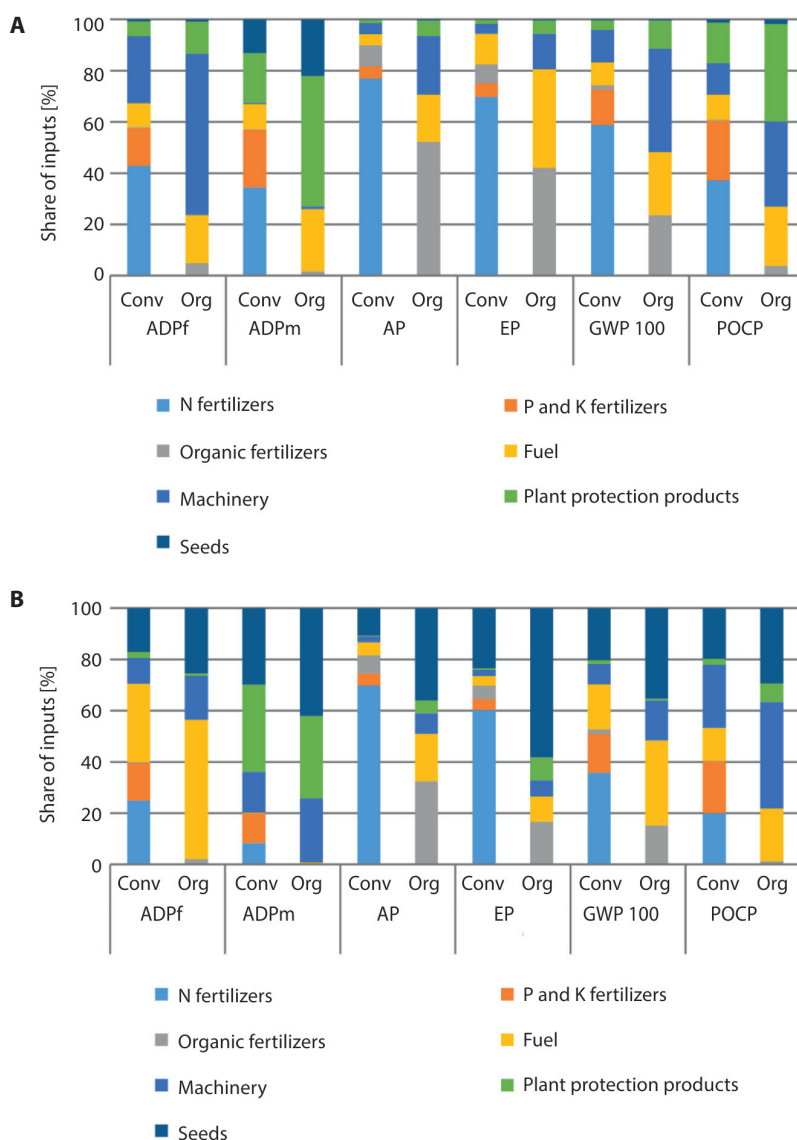 A
Share of inputs [%]
100
80
60
40
20
0
Conv Org Conv Org Conv Org Conv Org Conv Org Conv Org
ADPf ADPm AP EP GWP 100 POCP
N fertilizers P and K fertilizers
Organic fertilizers Fuel
Machinery Plant protection products
Seeds
B
Share of inputs [%]
100
80
60
40
20
0
Conv Org Conv Org Conv Org Conv Org Conv Org Conv Org
ADPf ADPm AP EP GWP 100 POCP
N fertilizers P and K fertilizers
Organic fertilizers Fuel
Machinery Plant protection products
Seeds